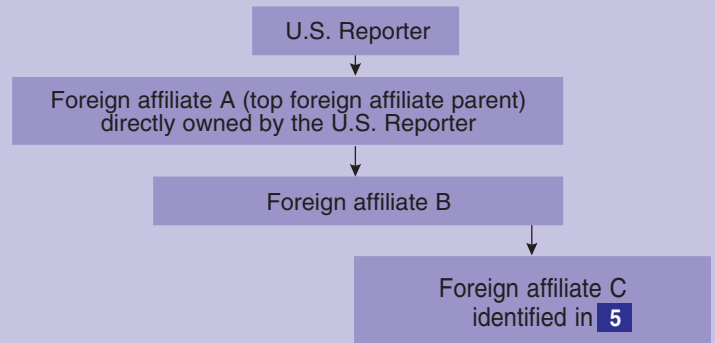 U.S. Reporter
Foreign affiliate A (top foreign affiliate parent)
directly owned by the U.S. Reporter
Foreign affiliate B
Foreign affiliate C
identified in 5